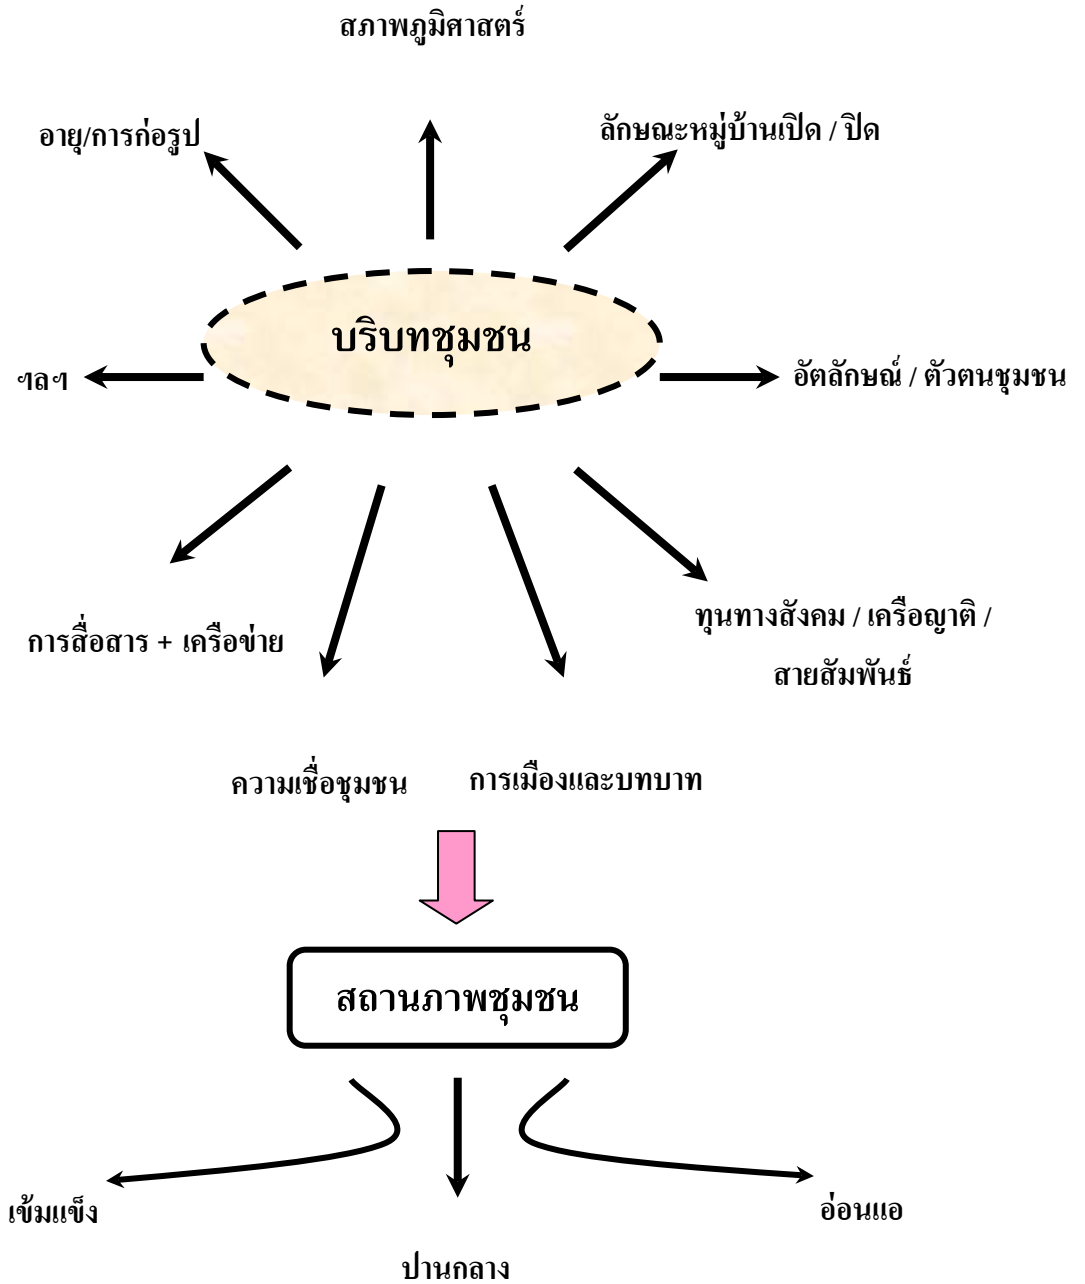 สภาพภูมิศาสตร์
อายุ/การก่อรูป
ลักษณะหมู่บ้านเปิด / ปิด
บริบทชุมชน
ฯลฯ
อัตลักษณ์ / ตัวตนชุมชน
การสื่อสาร + เครือข่าย
ทุนทางสังคม / เครือญาติ /
สายสัมพันธ์
ความเชื่อชุมชน
การเมืองและบทบาท
สถานภาพชุมชน
เข้มแข็ง
อ่อนแอ
ปานกลาง